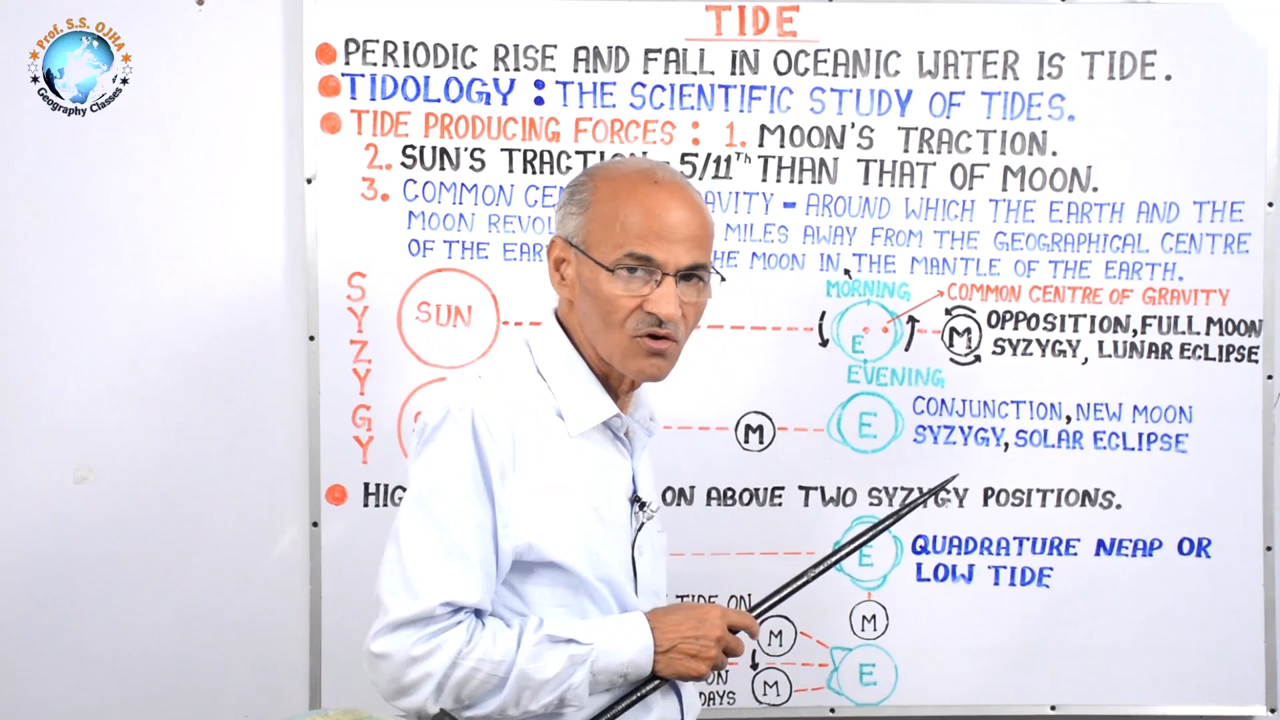 Prof. S.S. OJHA
Geography Classes
TIDE
PERIODIC RISE AND FALL IN OCEANIC WATER IS TIDE.
TIDOLOGY : THE SCIENTIFIC STUDY OF TIDES.
TIDE PRODUCING FORCES : 1. MOON'S TRACTION.
2. SUN'S TRACTION - 5/11Th THAN THAT OF MOON.
3. COMMON CE AVITY - AROUND WHICH THE EARTH AND THE
MOON REVOL MILES AWAY FROM THE GEOGRAPHICAL CENTRE
OF THE EAR HE MOON IN THE MANTLE OF THE EARTH.
SYZYGY
SUN
MORNING
E
EVENING
COMMON CENTRE OF GRAVITY
M
OPPOSITION, FULL MOON
SYZYGY, LUNAR ECLIPSE
M
E
CONJUNCTION, NEW MOON
SYZYGY, SOLAR ECLIPSE
HIG ON ABOVE TWO SYZYGY POSITIONS.
E
QUADRATURE NEAP OR
LOW TIDE
M
TIDE ON
M
E
ON
DAYS
M